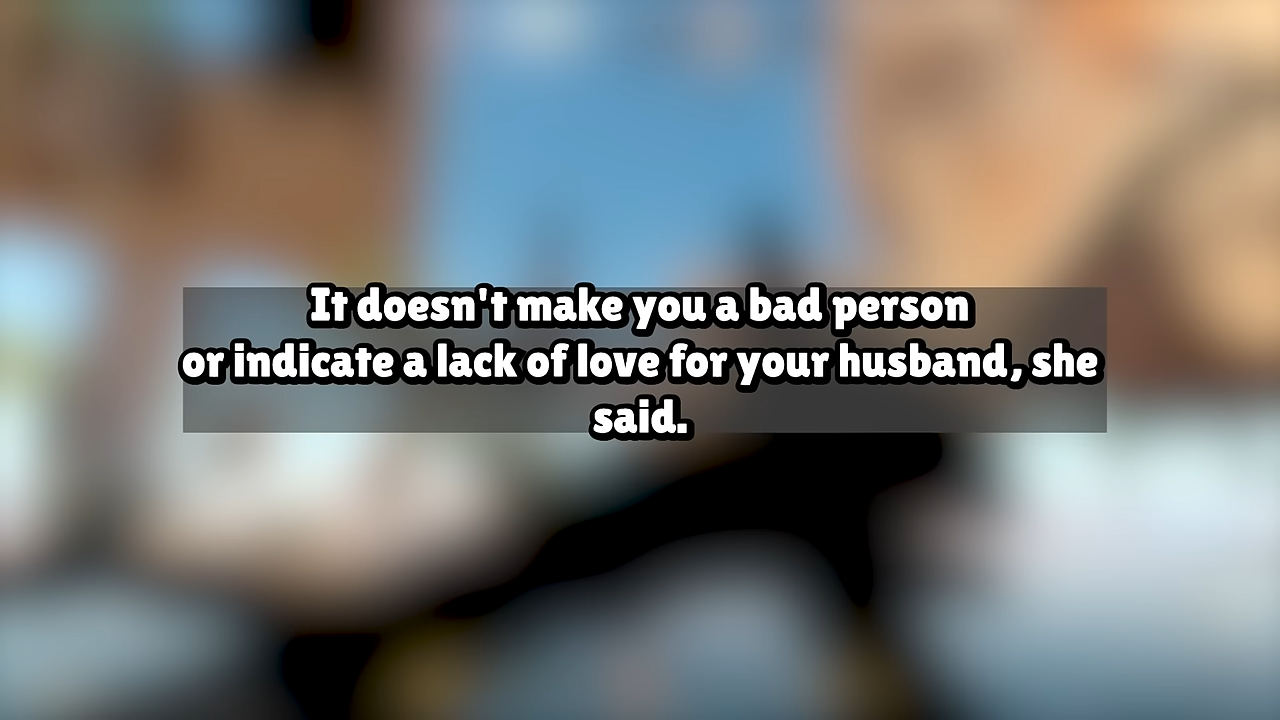 It doesn't make you a bad person
or indicate a lack of love for your husband, she
said.